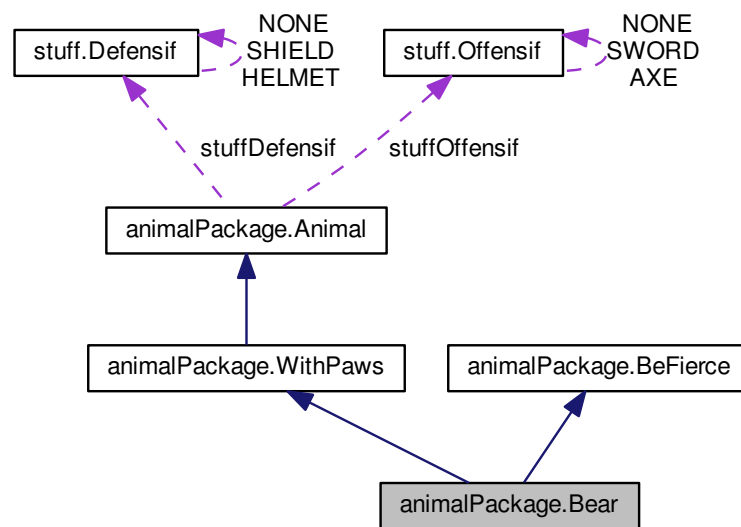 stuff.Defensif
NONE
SHIELD
HELMET
stuff.Offensif
NONE
SWORD
AXE
stuffDefensif
stuffOffensif
animalPackage.Animal
animalPackage.WithPaws
animalPackage.BeFierce
animalPackage.Bear